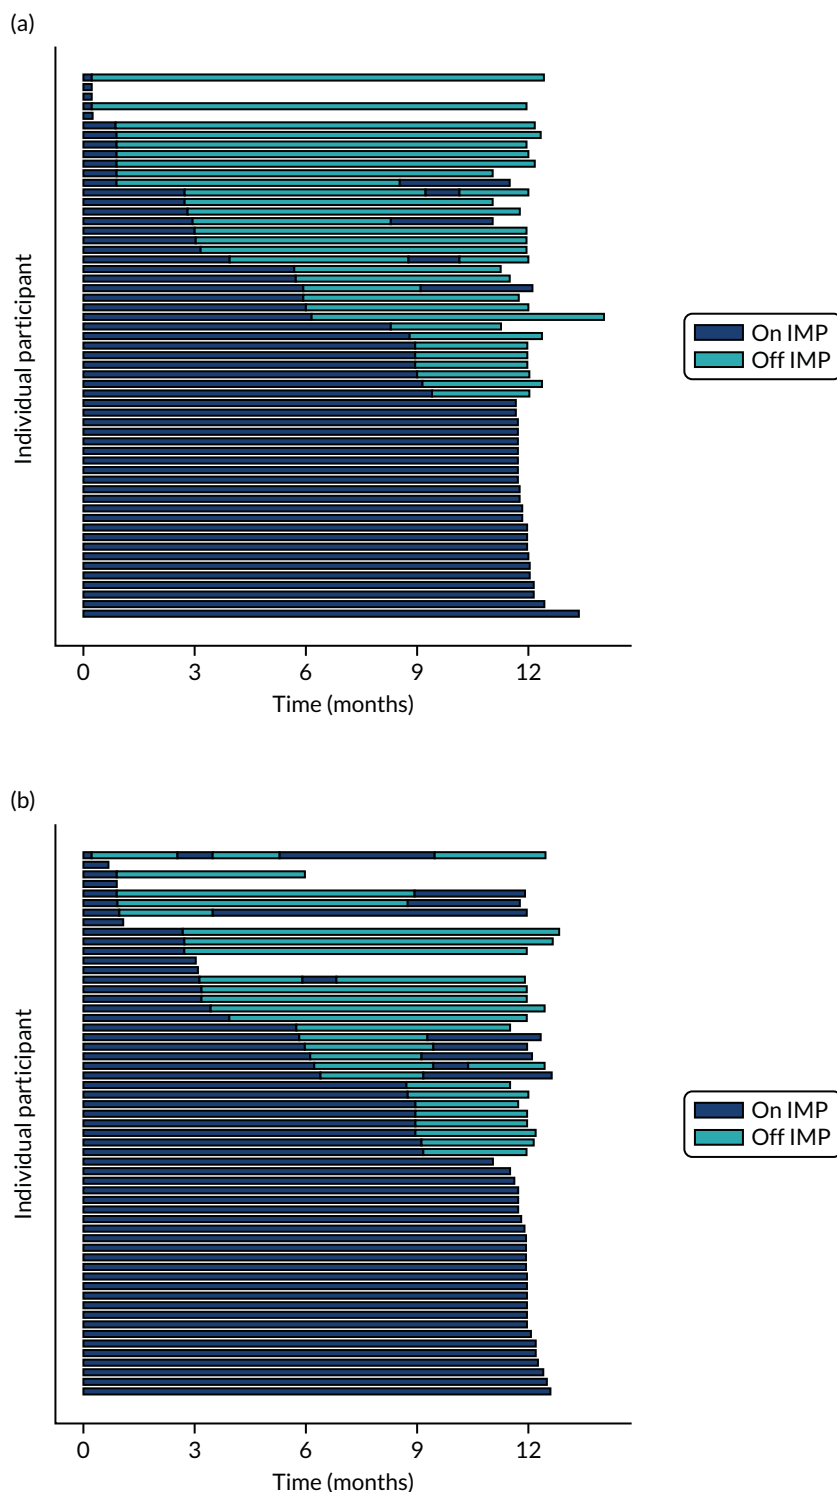 (a)
Individual participant
On IMP
Off IMP
0 3 6 9 12
Time (months)
(b)
Individual participant
On IMP
Off IMP
0 3 6 9 12
Time (months)